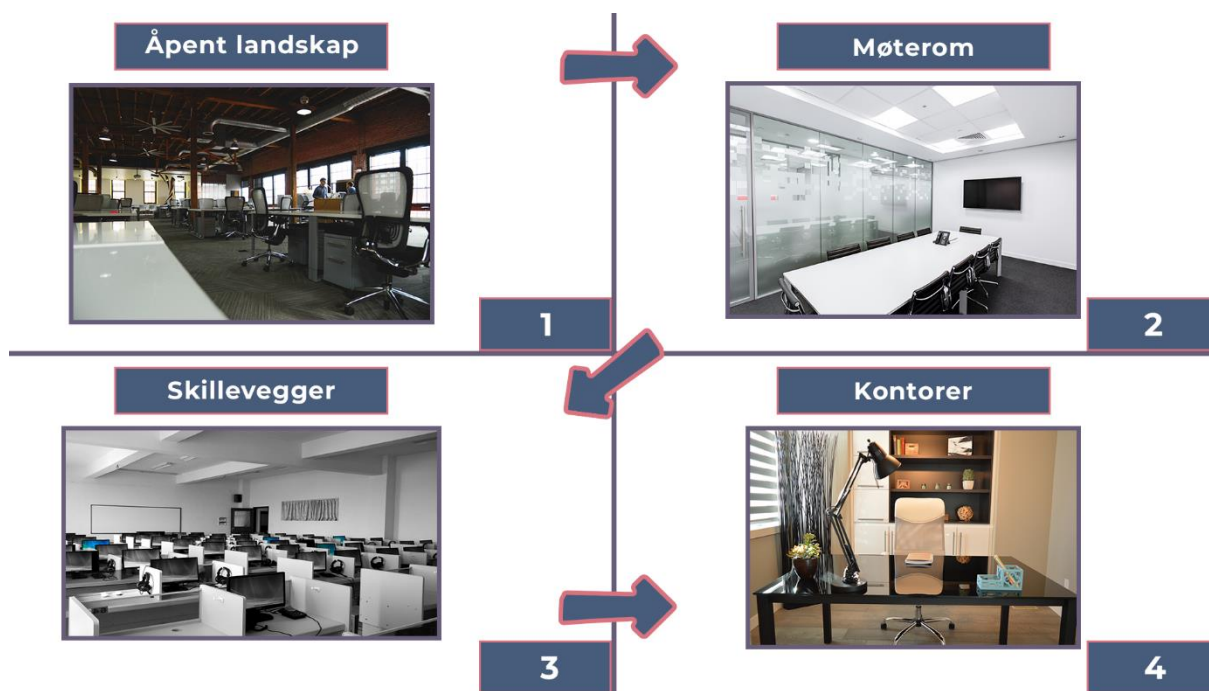 Åpent landskap
1
Møterom
2
Skillevegger
3
Kontorer
4